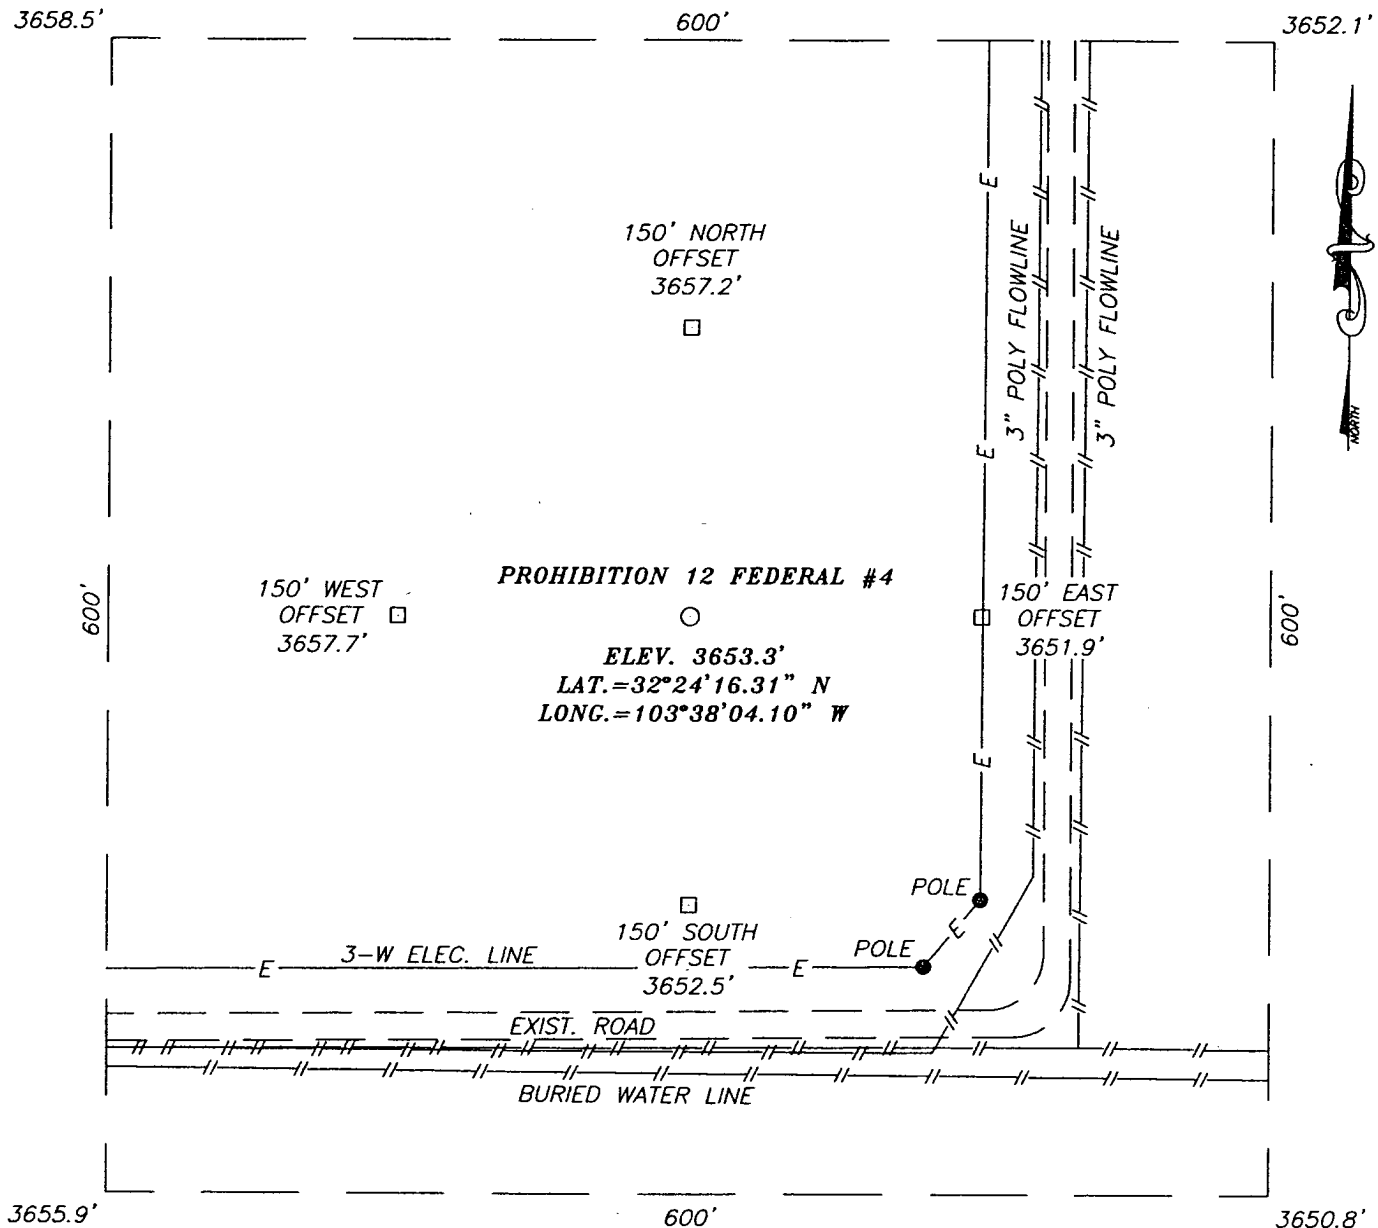 3658.5'
600'
3652.1'
150' NORTH
OFFSET
3657.2'
3" POLY FLOWLINE
3" POLY FLOWLINE
NORTH
E
E
PROHIBITION 12 FEDERAL #4
150' WEST
OFFSET
3657.7'
150' EAST
OFFSET
3651.9'
600'
600'
ELEV. 3653.3'
LAT.=32°24'16.31" N
LONG.=103°38'04.10" W
E
POLE
E
POLE
150' SOUTH
OFFSET
3652.5'
E
3-W ELEC. LINE
E
EXIST. ROAD
BURIED WATER LINE
3655.9'
600'
3650.8'